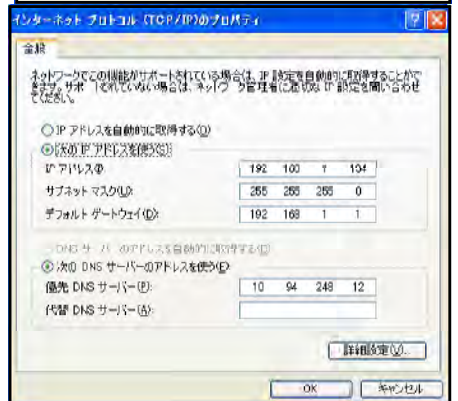 インターネット プロトコル (TCP/IP)のプロパティ
全般
ネットワークでこの機能がサポートされている場合は、IP 設定を自動的に取得することがで
きます。サポートされていない場合は、ネットワーク管理者に適切な IP 設定を問い合わせ
てください。
IP アドレスを自動的に取得する(O)
次の IP アドレスを使う(S):
IP アドレス(I):
192
104
サブネット マスク(U):
255 255 255 0
デフォルト ゲートウェイ(D):
192 168 1 1
DNS サーバーのアドレスを自動的に取得する(B)
次の DNS サーバーのアドレスを使う(E):
優先 DNS サーバー(P):
10 94 248 12
代替 DNS サーバー(A):
詳細設定(V)...
OK キャンセル